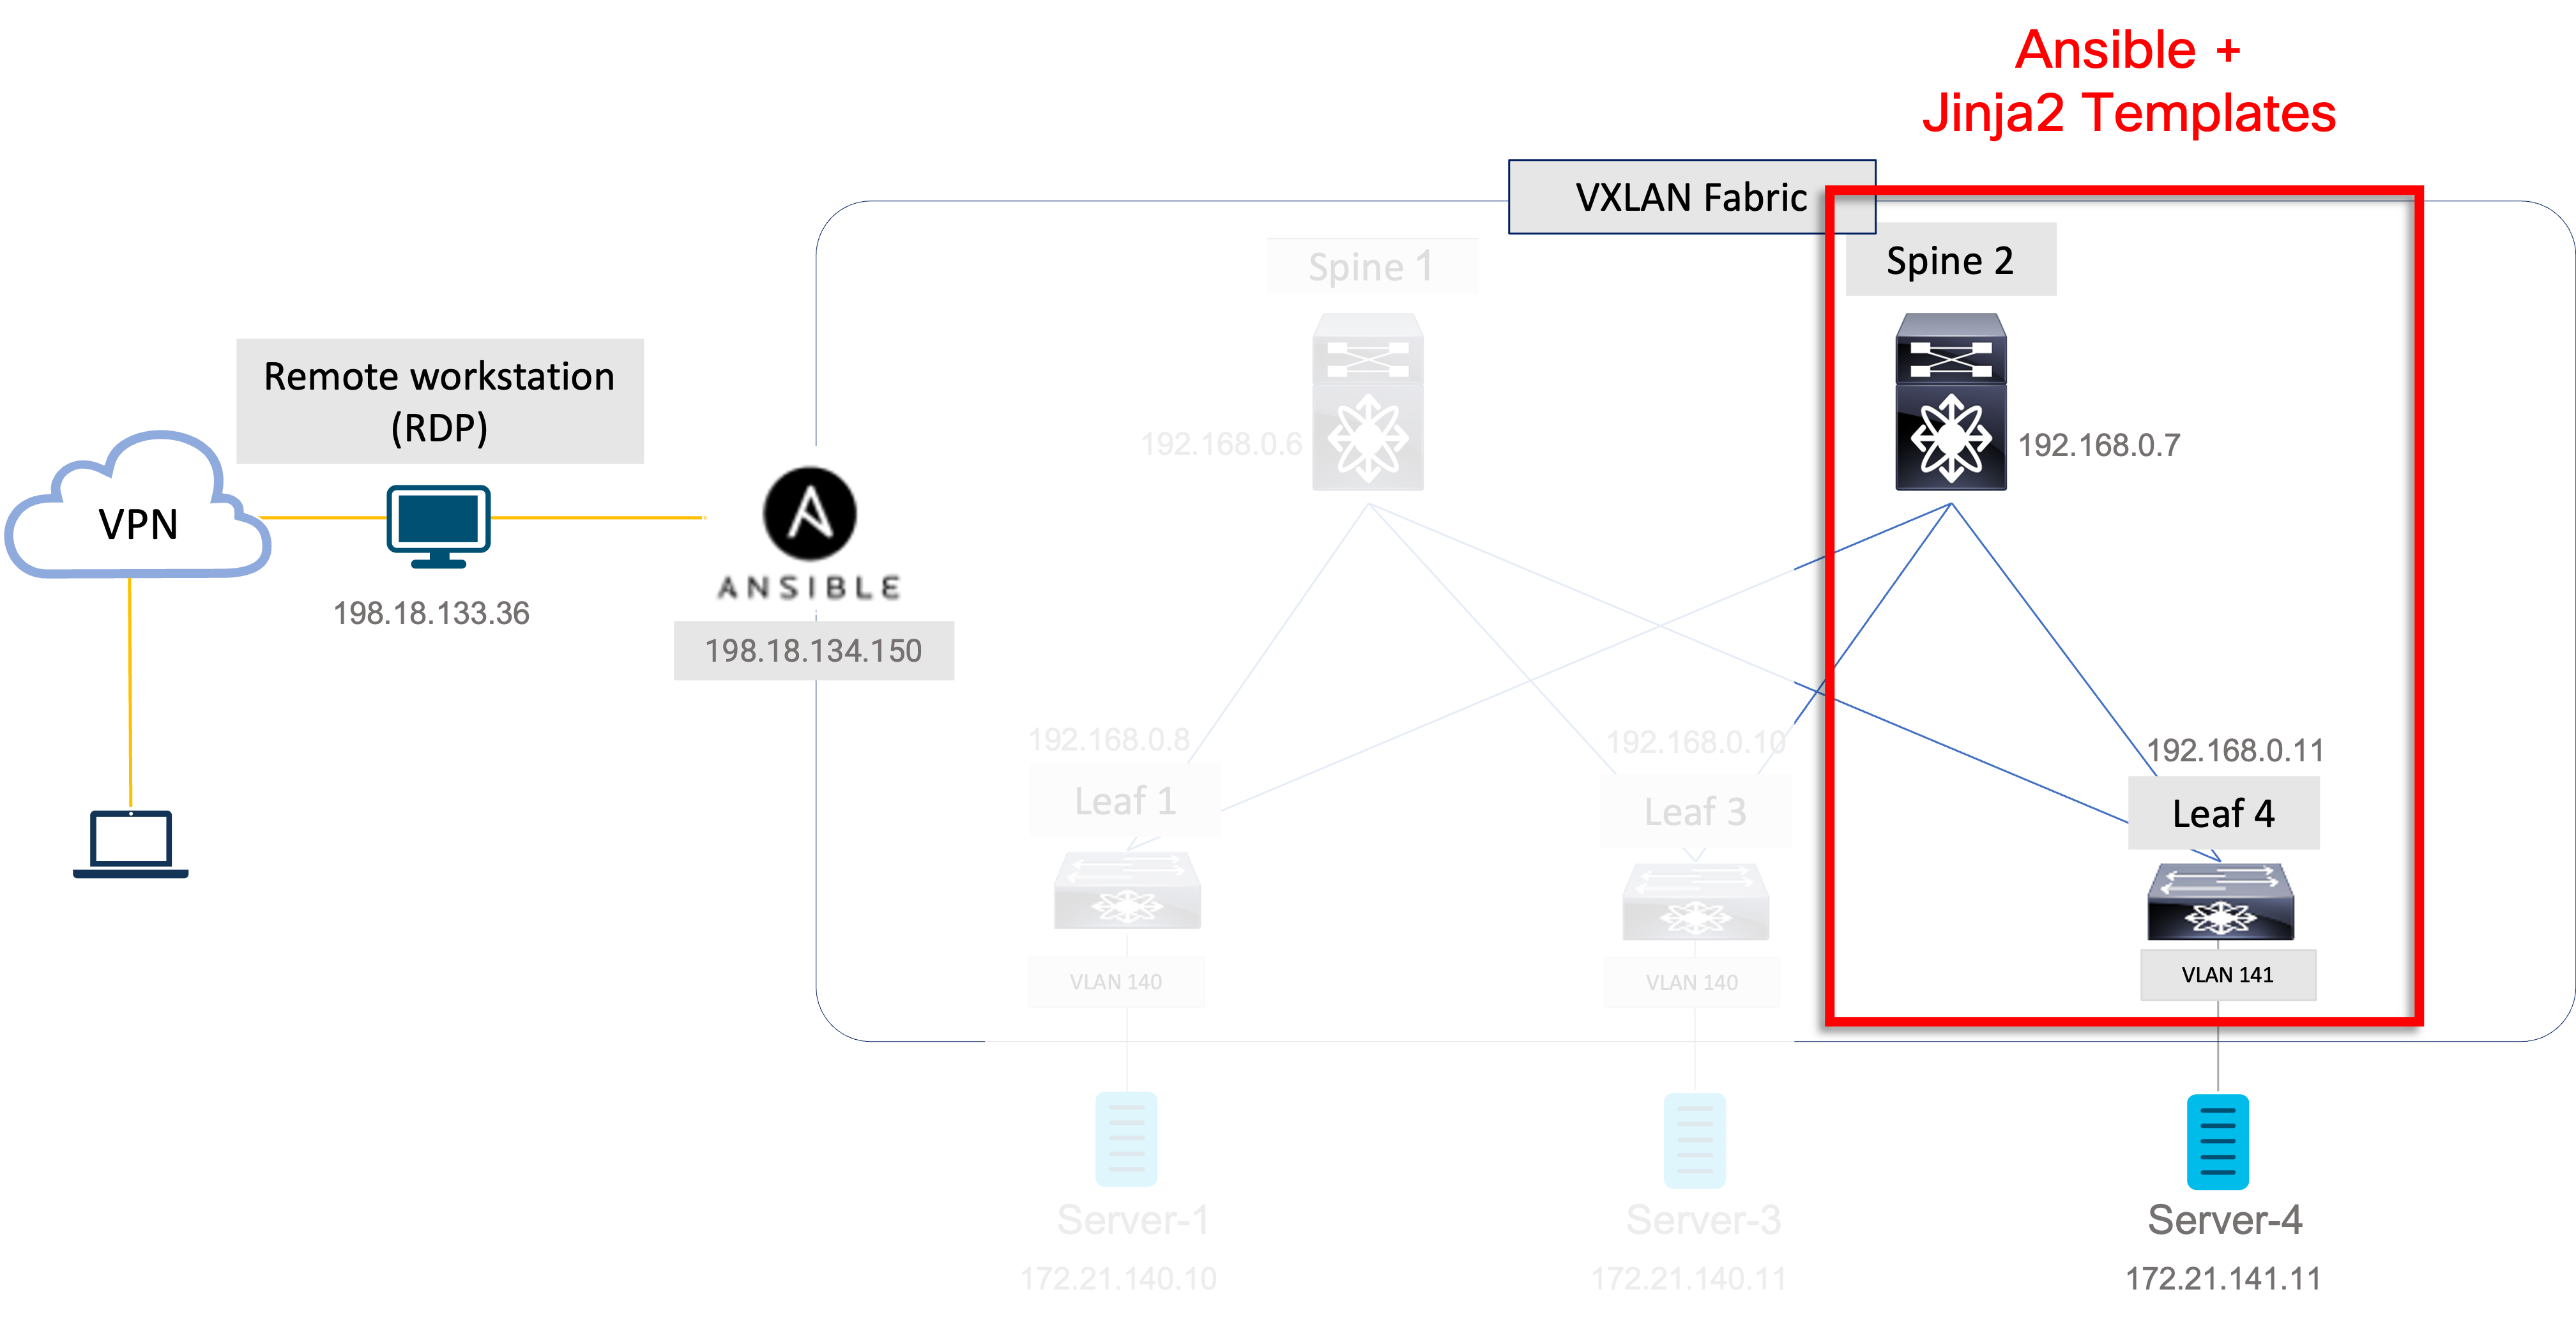 Ansible +
Jinja2 Templates
VXLAN Fabric
Spine 1
Spine 2
Remote workstation
(RDP)
192.168.0.6
192.168.0.7
VPN
ANSIBLE
198.18.133.36
198.18.134.150
192.168.0.8
192.168.0.10
192.168.0.11
Leaf 1
Leaf 3
Leaf 4
VLAN 140
VLAN 140
VLAN 141
Server-1
Server-3
Server-4
172.21.140.10
172.21.140.11
172.21.141.11